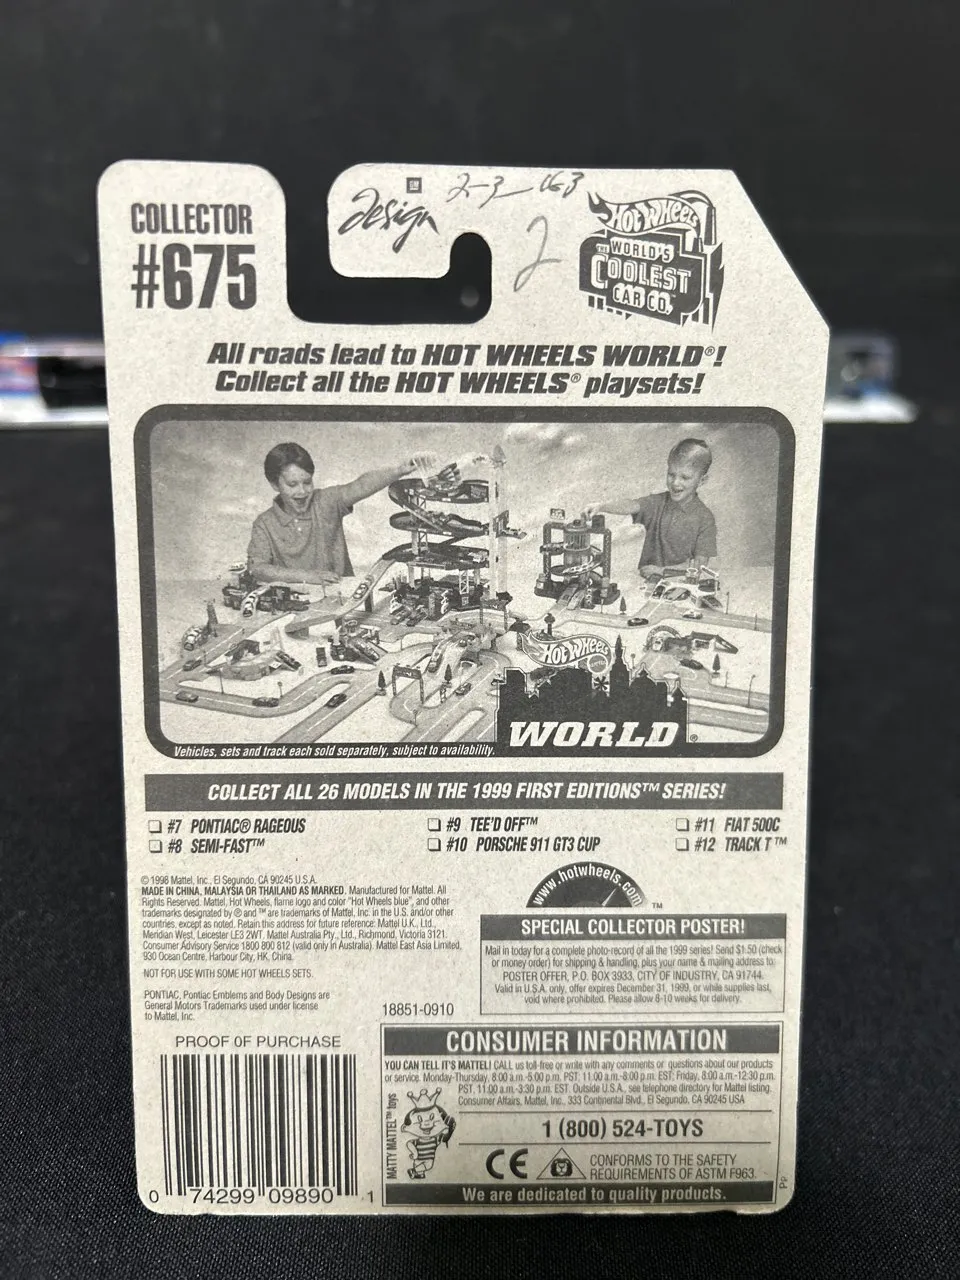 COLLECTOR
#675
GM
Design
2-3-
2
HOT WHEELS
THE WORLD'S
COOLEST
CAR CO.™
All roads lead to HOT WHEELS WORLD®!
Collect all the HOT WHEELS® playsets!
HOT WHEELS
WORLD®
Vehicles, sets and track each sold separately, subject to availability.
COLLECT ALL 26 MODELS IN THE 1999 FIRST EDITIONS™ SERIES!
#7 PONTIAC® RAGEOUS
#8 SEMI-FAST™
#9 TEE'D OFF™
#10 PORSCHE 911 GT3 CUP
#11 FIAT 500C
#12 TRACK T™
© 1998 Mattel, Inc., El Segundo, CA 90245 U.S.A.
MADE IN CHINA, MALAYSIA OR THAILAND AS MARKED. Manufactured for Mattel. All
Rights Reserved. Mattel, Hot Wheels, flame logo and color "Hot Wheels blue", and other
trademarks designated by ® and ™ are trademarks of Mattel, Inc. in the U.S. and/or other
countries, except as noted. Retain this address for future reference: Mattel U.K., Ltd.,
Meridian West, Leicester LE3 2WT. Mattel Australia Pty., Ltd., Richmond, Victoria 3121.
Consumer Advisory Service 1800 800 812 (valid only in Australia). Mattel East Asia Limited,
930 Ocean Centre, Harbour City, HK, China.
NOT FOR USE WITH SOME HOT WHEELS SETS.
PONTIAC, Pontiac Emblems and Body Designs are
General Motors Trademarks used under license
to Mattel, Inc.
18851-0910
www.hotwheels.com
™
SPECIAL COLLECTOR POSTER!
Mail in today for a complete photo-record of all the 1999 series! Send $1.50 (check
or money order) for shipping & handling, plus your name & mailing address to:
POSTER OFFER, P.O. BOX 3933, CITY OF INDUSTRY, CA 91744.
Valid in U.S.A. only, offer expires December 31, 1999, or while supplies last,
void where prohibited. Please allow 8-10 weeks for delivery.
PROOF OF PURCHASE
0 74299 09890 1
CONSUMER INFORMATION
YOU CAN TELL IT'S MATTEL! CALL us toll-free or write with any comments or questions about our products
or service. Monday-Thursday, 8:00 a.m.-5:00 p.m. PST, 11:00 a.m.-8:00 p.m. EST; Friday, 8:00 a.m.-12:30 p.m.
PST, 11:00 a.m.-3:30 p.m. EST. Outside U.S.A., see telephone directory for Mattel listing.
Consumer Affairs, Mattel, Inc., 333 Continental Blvd., El Segundo, CA 90245 USA
MATTY MATTEL™ toys
1 (800) 524-TOYS
CE
CONFORMS TO THE SAFETY
REQUIREMENTS OF ASTM F963.
We are dedicated to quality products.
Pp